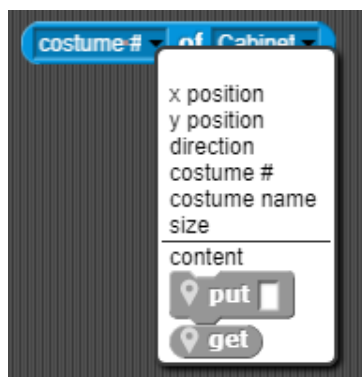 costume # of Cabinet
x position
y position
direction
costume #
costume name
size
content
put
get